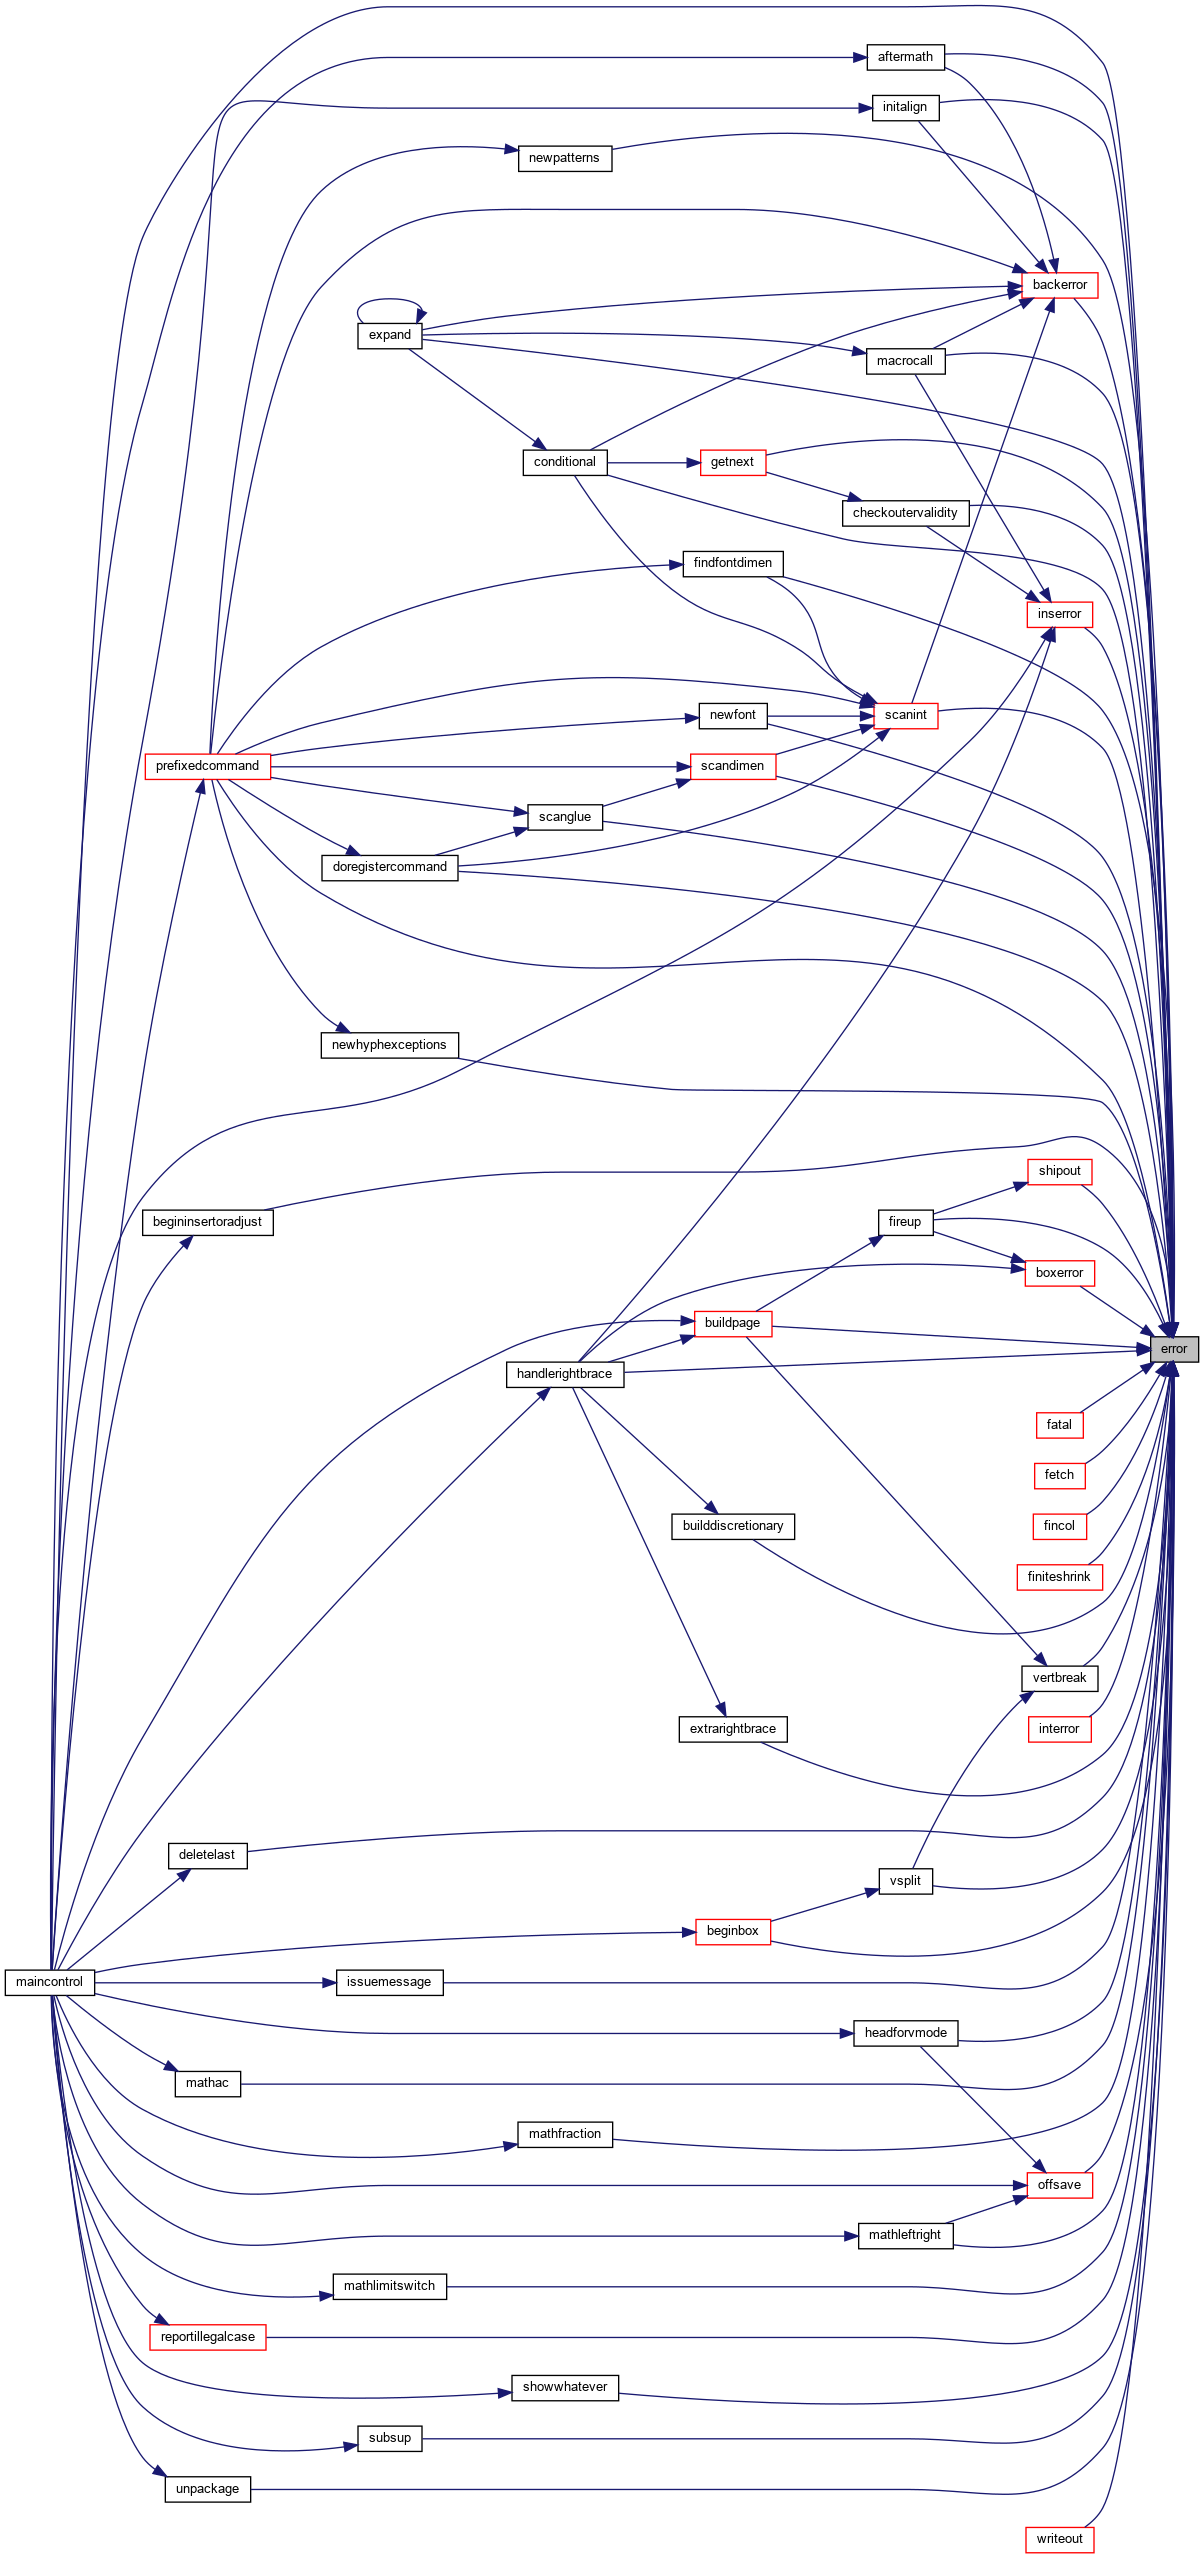 aftermath
initalign
newpatterns
backerror
expand
macrocall
conditional
getnext
checkoutervalidity
findfontdimen
inserror
newfont
scanint
prefixedcommand
scandimen
scanglue
doregistercommand
newhyphexceptions
shipout
begininsertoradjust
fireup
boxerror
buildpage
error
handlerightbrace
fatal
fetch
fincol
builddiscretionary
finiteshrink
vertbreak
extrarightbrace
interror
deletelast
vsplit
beginbox
maincontrol
issuemessage
headforvmode
mathac
mathfraction
offsave
mathleftright
mathlimitswitch
reportillegalcase
showwhatever
subsup
unpackage
writeout